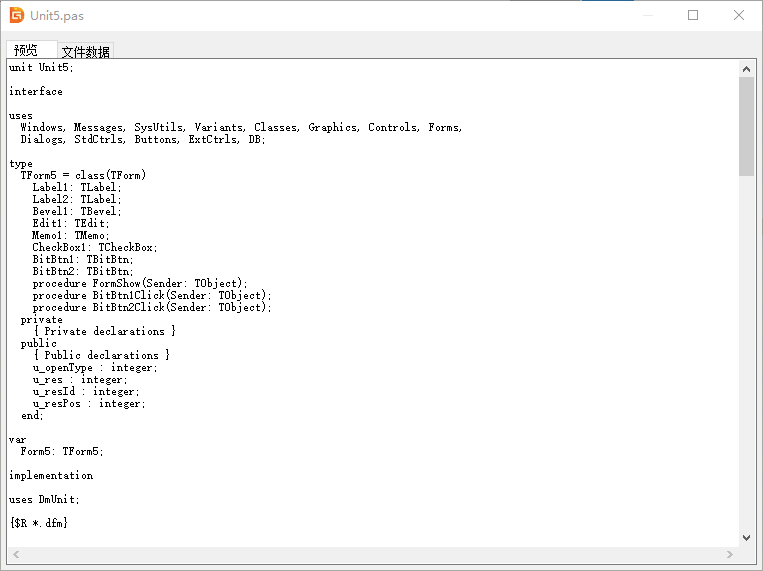 Unit5.pas
预览
文件数据
unit Unit5;
interface
uses
  Windows, Messages, SysUtils, Variants, Classes, Graphics, Controls, Forms,
  Dialogs, StdCtrls, Buttons, ExtCtrls, DB;
type
  TForm5 = class(TForm)
    Label1: TLabel;
    Label2: TLabel;
    Bevel1: TBevel;
    Edit1: TEdit;
    Memo1: TMemo;
    CheckBox1: TCheckBox;
    BitBtn1: TBitBtn;
    BitBtn2: TBitBtn;
    procedure FormShow(Sender: TObject);
    procedure BitBtn1Click(Sender: TObject);
    procedure BitBtn2Click(Sender: TObject);
  private
    { Private declarations }
  public
    { Public declarations }
    u_openType : integer;
    u_res : integer;
    u_resId : integer;
    u_resPos : integer;
  end;
var
  Form5: TForm5;
implementation
uses DmUnit;
{$R *.dfm}